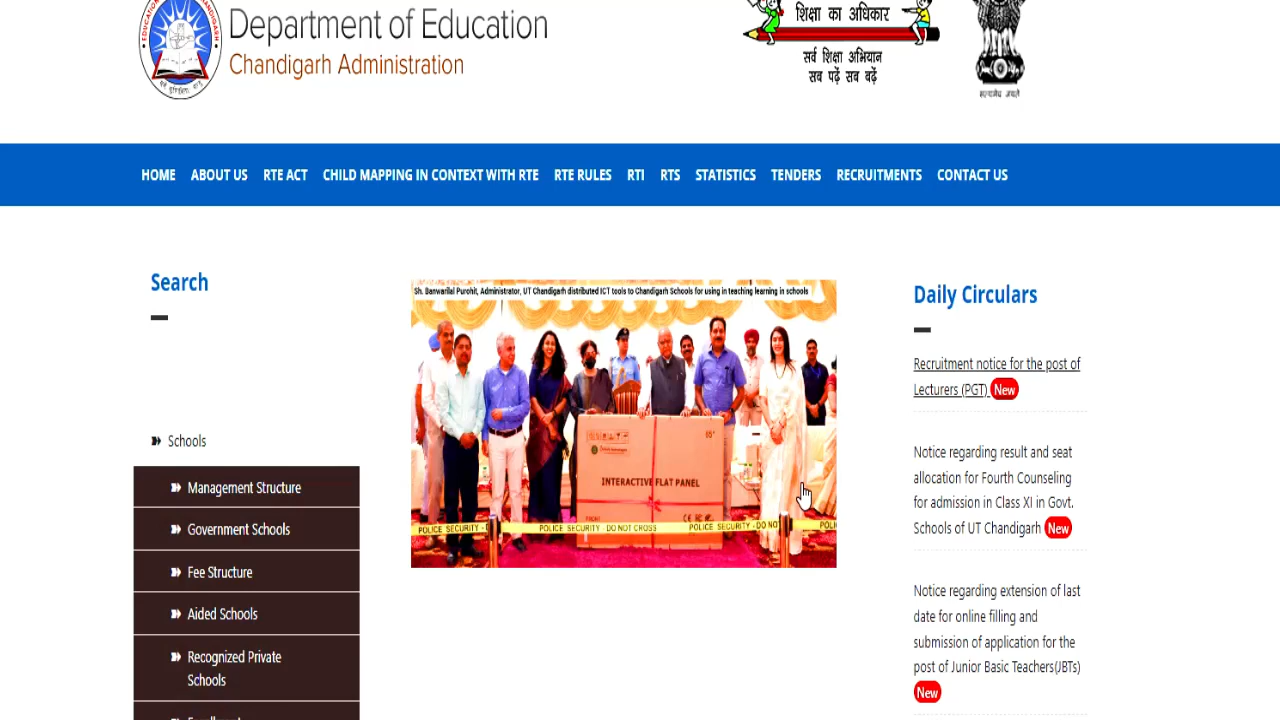 Department of Education
Chandigarh Administration
शिक्षा का अधिकार
सर्व शिक्षा अभियान
सब पढ़ें सब बढ़ें
सत्यमेव जयते
HOME ABOUT US RTE ACT CHILD MAPPING IN CONTEXT WITH RTE RTE RULES RTI RTS STATISTICS TENDERS RECRUITMENTS CONTACT US
Search
Schools
Management Structure
Government Schools
Fee Structure
Aided Schools
Recognized Private
Schools
Sh. Banwarilal Purohit, Administrator, UT Chandigarh distributed ICT tools to Chandigarh Schools for using in teaching learning in schools
65"
INTERACTIVE FLAT PANEL
POLICE SECURITY - POLICE SECURITY - DO NOT CROSS POLICE SECURITY - DO NOT
Daily Circulars
Recruitment notice for the post of
Lecturers (PGT) New
Notice regarding result and seat
allocation for Fourth Counseling
for admission in Class XI in Govt.
Schools of UT Chandigarh New
Notice regarding extension of last
date for online filling and
submission of application for the
post of Junior Basic Teachers(JBTs)
New